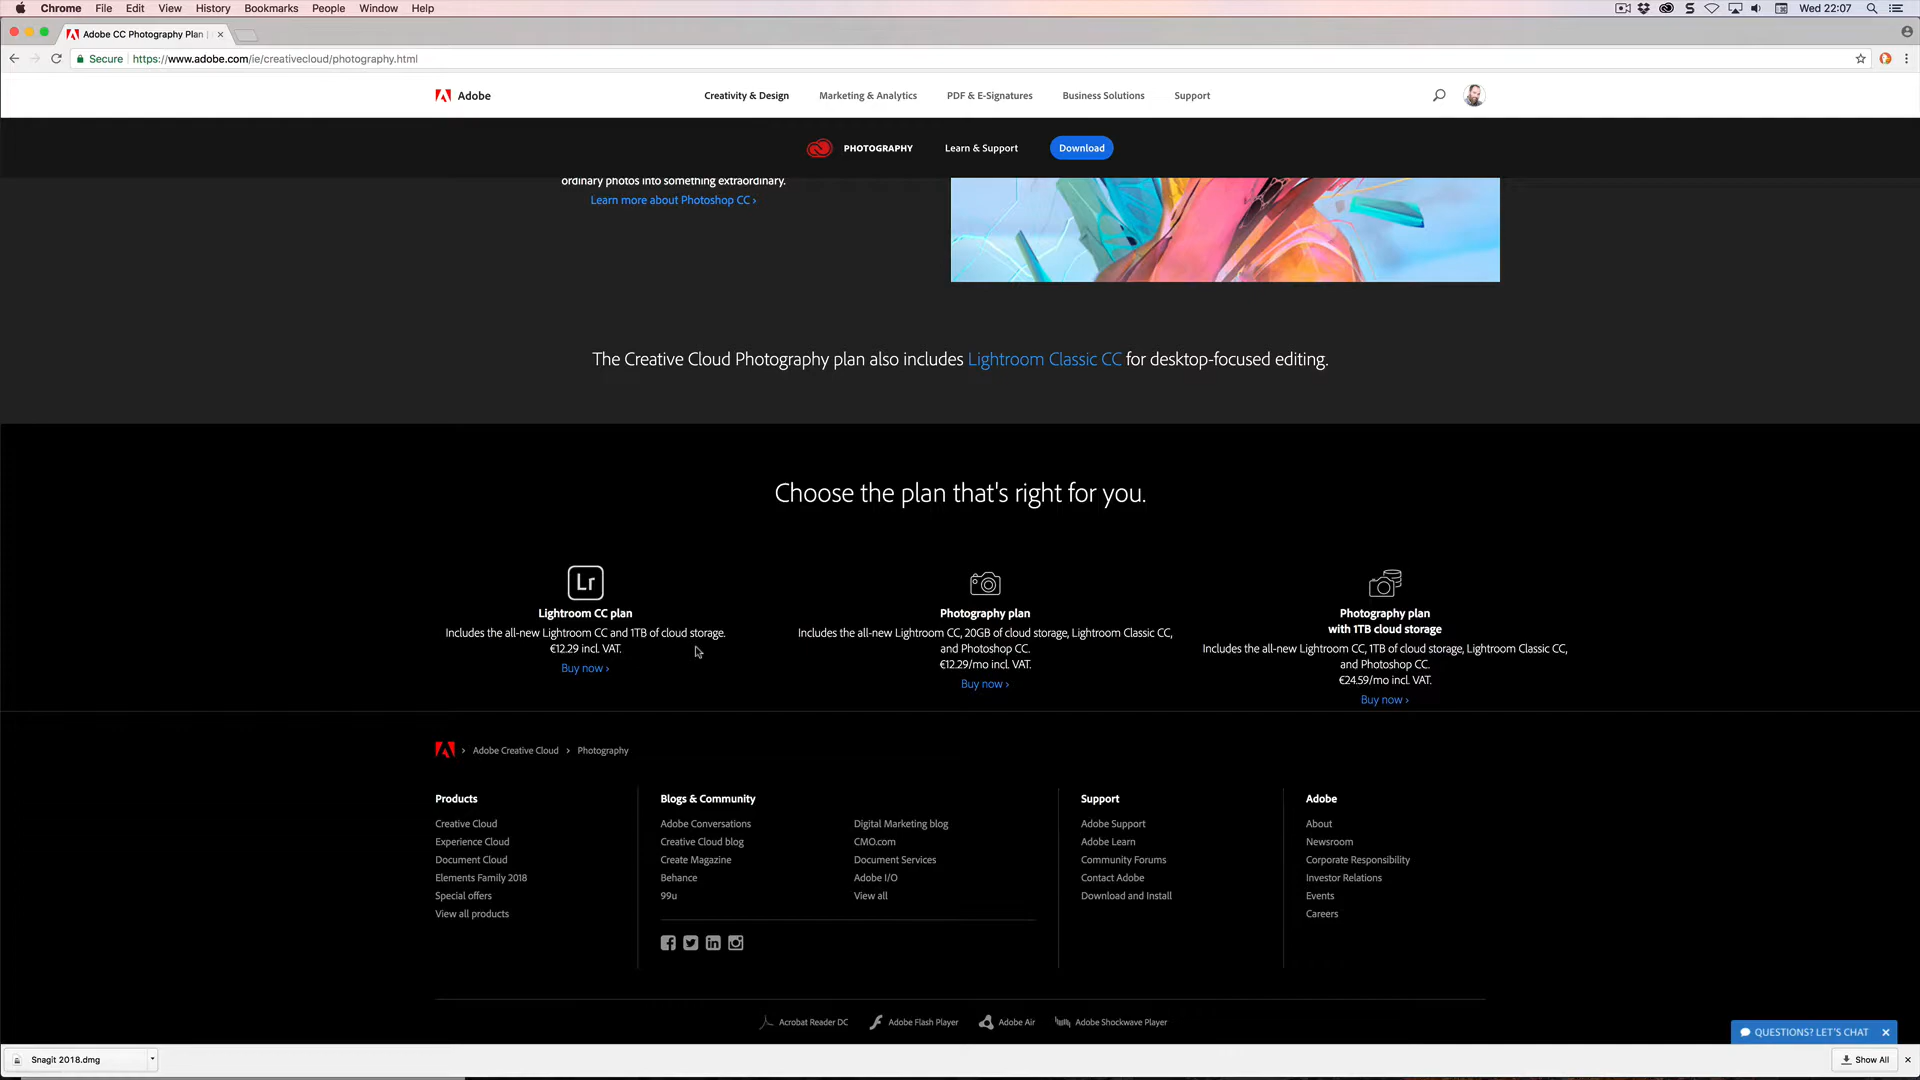 Chrome File Edit View History Bookmarks People Window Help
S Wed 22:07
Adobe CC Photography Plan |
Secure https://www.adobe.com/ie/creativecloud/photography.html
Adobe Creativity & Design Marketing & Analytics PDF & E-Signatures Business Solutions Support
PHOTOGRAPHY Learn & Support Download
ordinary photos into something extraordinary.
Learn more about Photoshop CC ›
The Creative Cloud Photography plan also includes Lightroom Classic CC for desktop-focused editing.
Choose the plan that's right for you.
Lr
Lightroom CC plan
Includes the all-new Lightroom CC and 1TB of cloud storage.
€12.29 incl. VAT.
Buy now ›
Photography plan
Includes the all-new Lightroom CC, 20GB of cloud storage, Lightroom Classic CC,
and Photoshop CC.
€12.29/mo incl. VAT.
Buy now ›
Photography plan
with 1TB cloud storage
Includes the all-new Lightroom CC, 1TB of cloud storage, Lightroom Classic CC,
and Photoshop CC.
€24.59/mo incl. VAT.
Buy now ›
› Adobe Creative Cloud › Photography
Products
Creative Cloud
Experience Cloud
Document Cloud
Elements Family 2018
Special offers
View all products
Blogs & Community
Adobe Conversations
Creative Cloud blog
Create Magazine
Behance
99u
Digital Marketing blog
CMO.com
Document Services
Adobe I/O
View all
Support
Adobe Support
Adobe Learn
Community Forums
Contact Adobe
Download and Install
Adobe
About
Newsroom
Corporate Responsibility
Investor Relations
Events
Careers
Acrobat Reader DC Adobe Flash Player Adobe Air Adobe Shockwave Player
QUESTIONS? LET'S CHAT
Snagit 2018.dmg
Show All